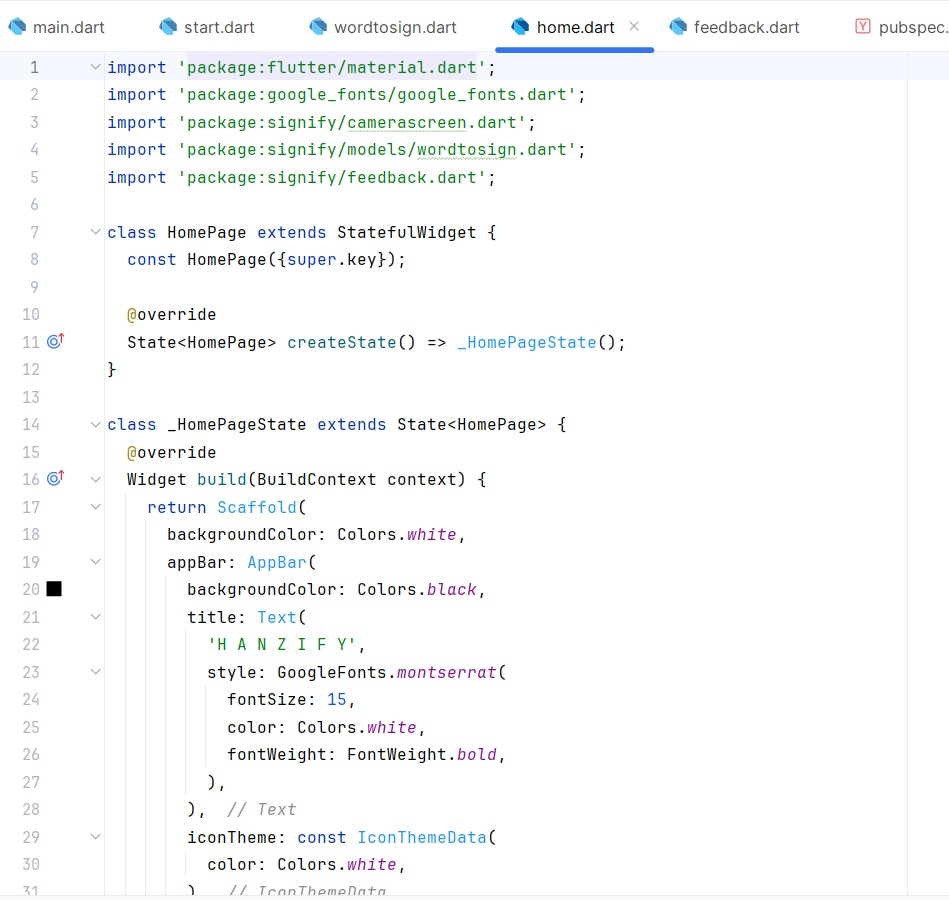 main.dart start.dart wordtosign.dart home.dart feedback.dart pubspec.
1 import 'package:flutter/material.dart';
2 import 'package:google_fonts/google_fonts.dart';
3 import 'package:signify/camerascreen.dart';
4 import 'package:signify/models/wordtosign.dart';
5 import 'package:signify/feedback.dart';
6
7 class HomePage extends StatefulWidget {
8   const HomePage({super.key});
9
10   @override
11   State<HomePage> createState() => _HomePageState();
12 }
13
14 class _HomePageState extends State<HomePage> {
15   @override
16   Widget build(BuildContext context) {
17     return Scaffold(
18       backgroundColor: Colors.white,
19       appBar: AppBar(
20         backgroundColor: Colors.black,
21         title: Text(
22           'H A N Z I F Y',
23           style: GoogleFonts.montserrat(
24             fontSize: 15,
25             color: Colors.white,
26             fontWeight: FontWeight.bold,
27           ),
28         ),  // Text
29         iconTheme: const IconThemeData(
30           color: Colors.white,
31         ),  // IconThemeData